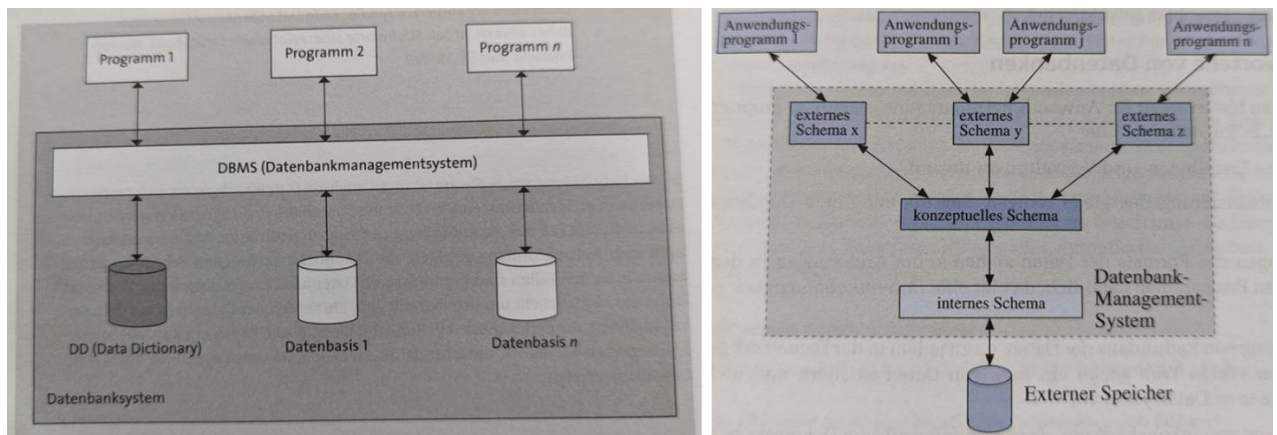 Programm 1
Programm 2
Programm n
DBMS (Datenbankmanagementsystem)
DD (Data Dictionary)
Datenbasis 1
Datenbasis n
Datenbanksystem
Anwendungs-
programm 1
Anwendungs-
programm i
Anwendungs-
programm j
Anwendungs-
programm n
externes
Schema x
externes
Schema y
externes
Schema z
konzeptuelles Schema
internes Schema
Datenbank-
Management-
System
Externer Speicher